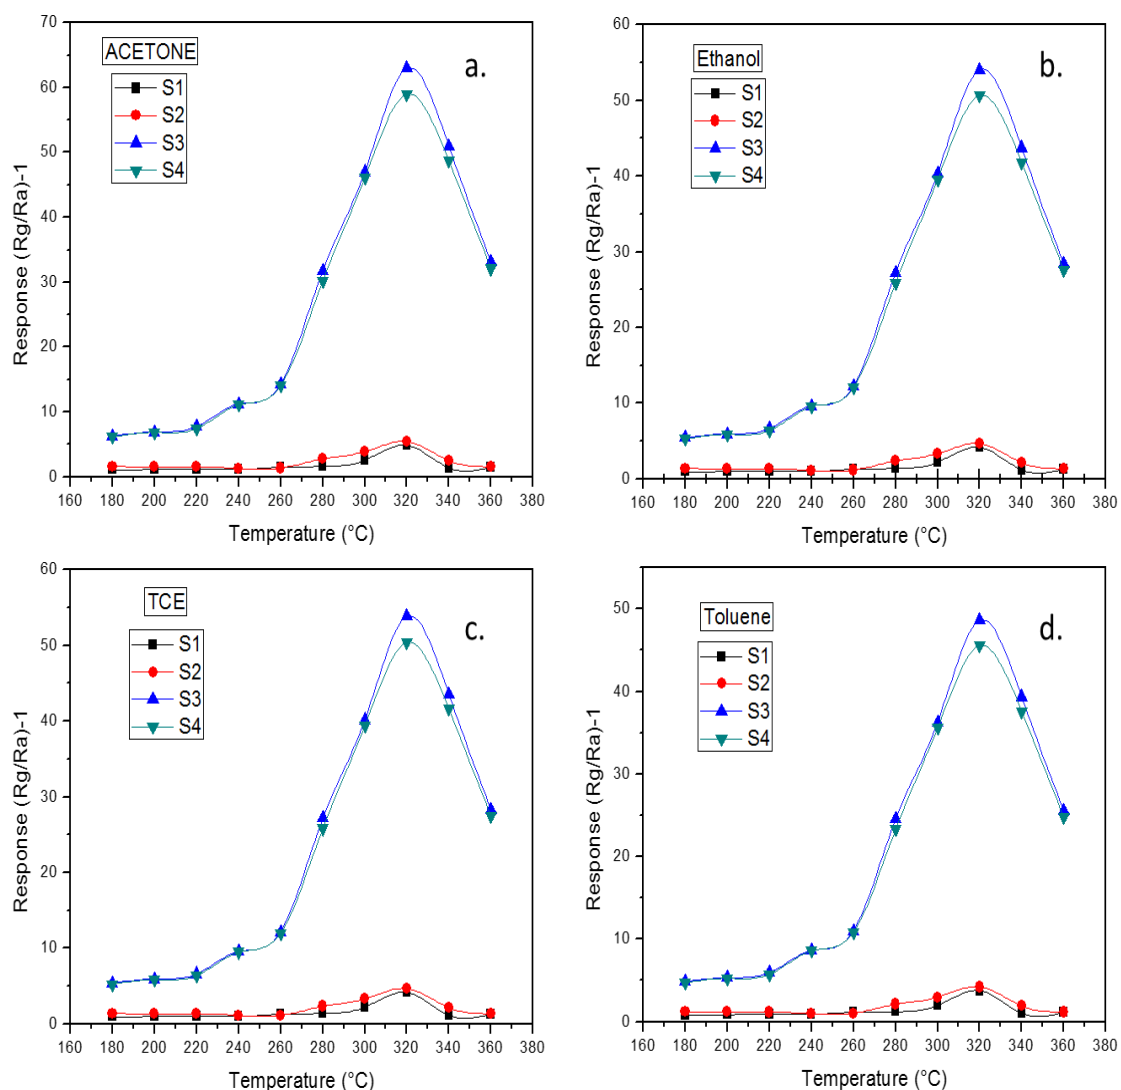 ACETONE
a.
S1
S2
S3
S4
Response (Rg/Ra)-1
70
60
50
40
30
20
10
0
160 180 200 220 240 260 280 300 320 340 360 380
Temperature (°C)
Ethanol
b.
S1
S2
S3
S4
Response (Rg/Ra)-1
60
50
40
30
20
10
0
160 180 200 220 240 260 280 300 320 340 360 380
Temperature (°C)
TCE
c.
S1
S2
S3
S4
Response (Rg/Ra)-1
60
50
40
30
20
10
0
160 180 200 220 240 260 280 300 320 340 360 380
Temperature (°C)
Toluene
d.
S1
S2
S3
S4
Response (Rg/Ra)-1
50
40
30
20
10
0
160 180 200 220 240 260 280 300 320 340 360 380
Temperature (°C)